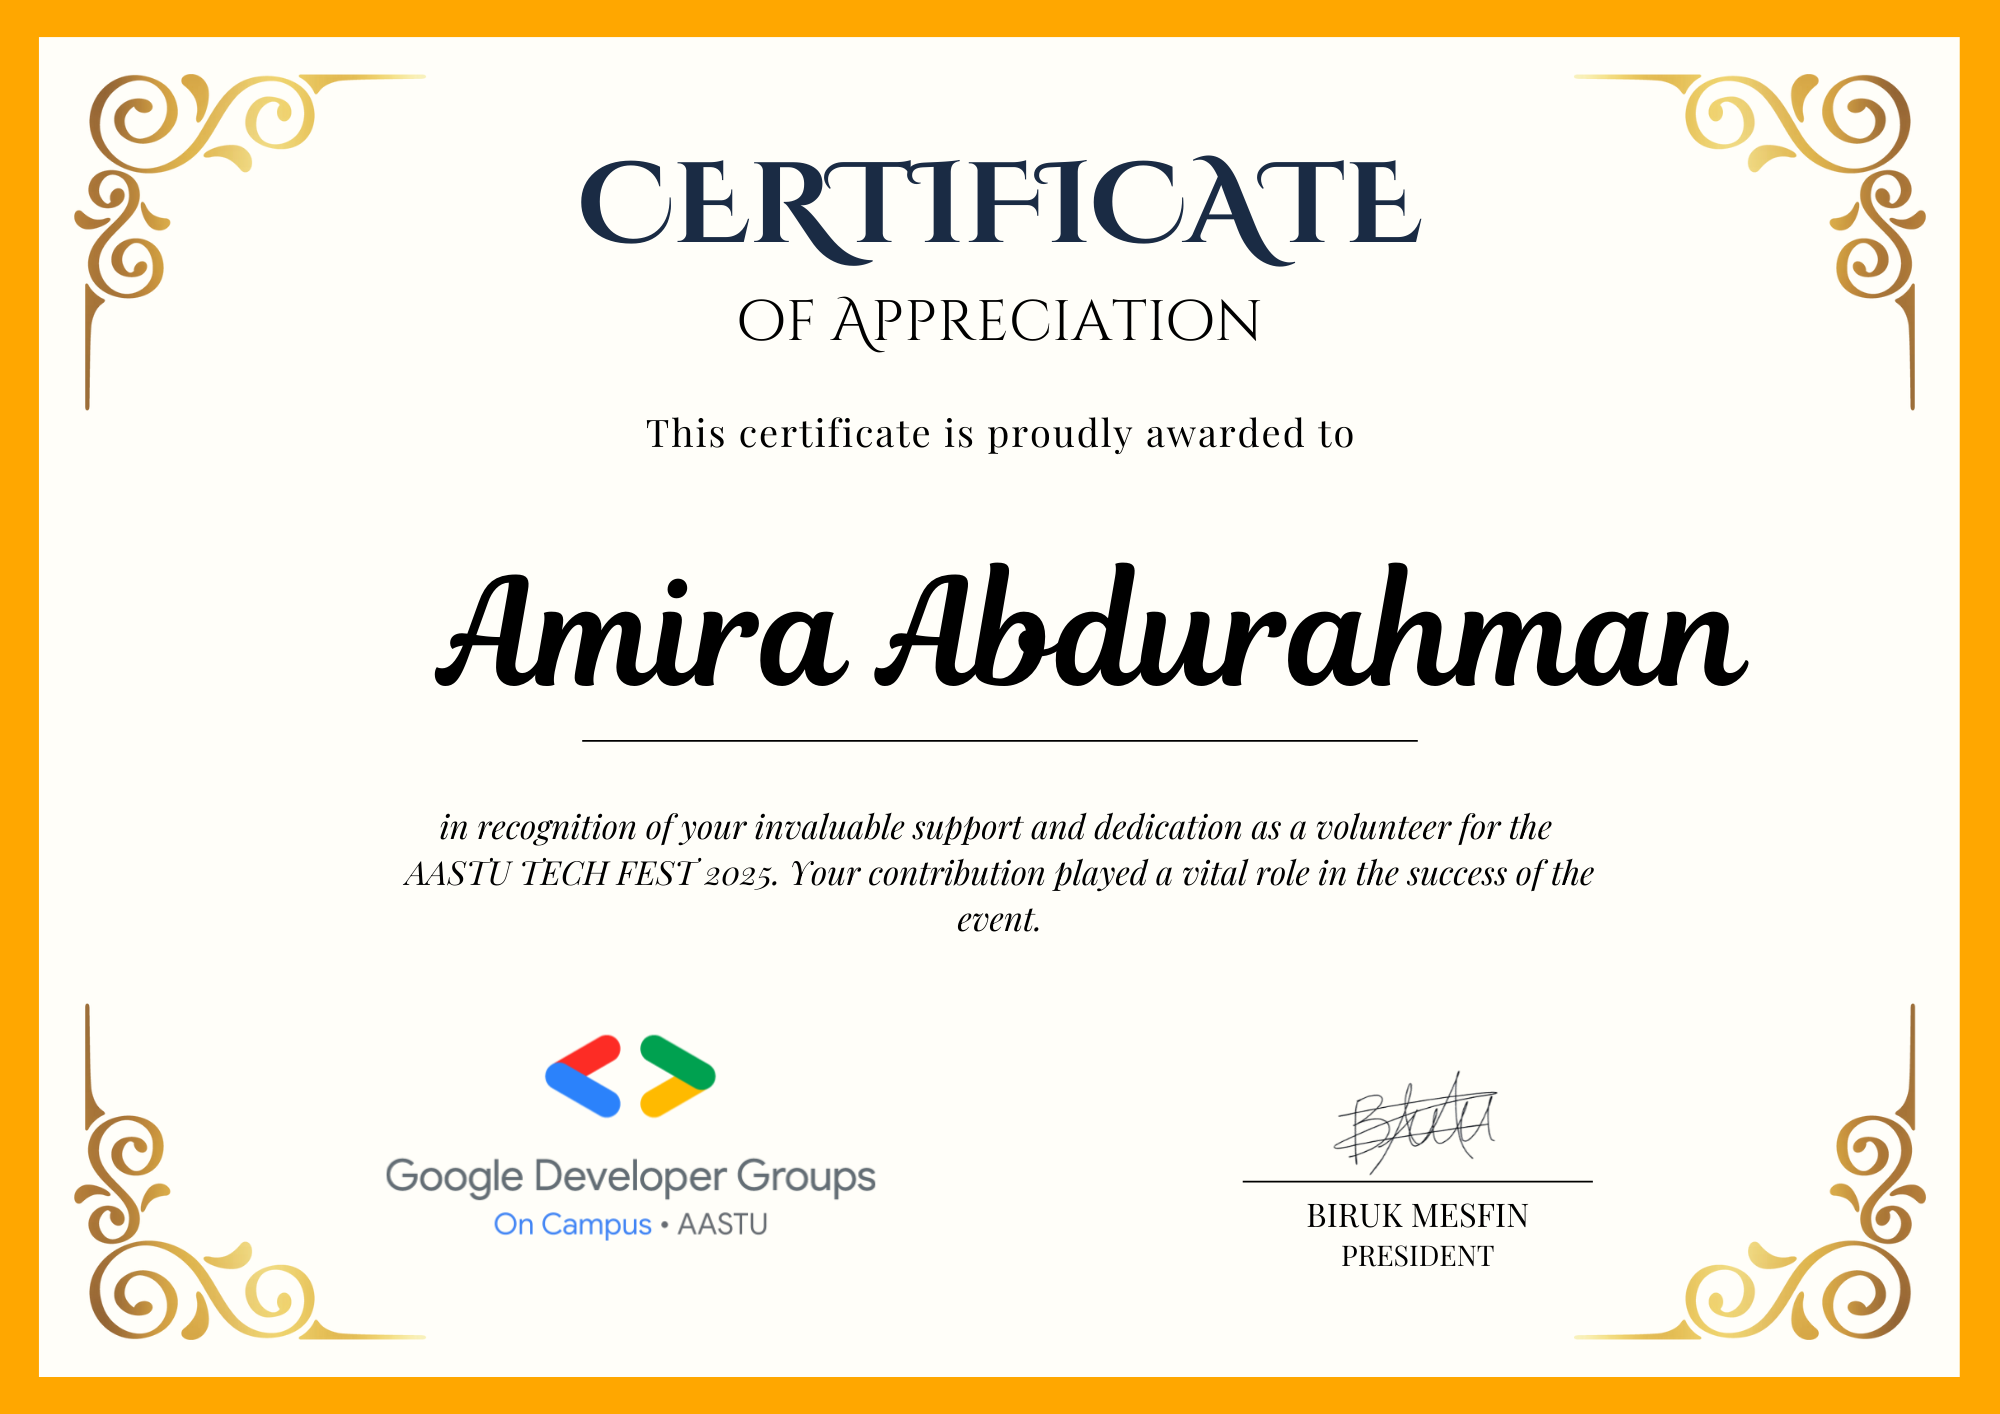 CERTIFICATE
OF APPRECIATION
This certificate is proudly awarded to
Amira Abdurahman
in recognition of your invaluable support and dedication as a volunteer for the
AASTU TECH FEST 2025. Your contribution played a vital role in the success of the
event.
Google Developer Groups
On Campus • AASTU
BIRUK MESFIN
PRESIDENT